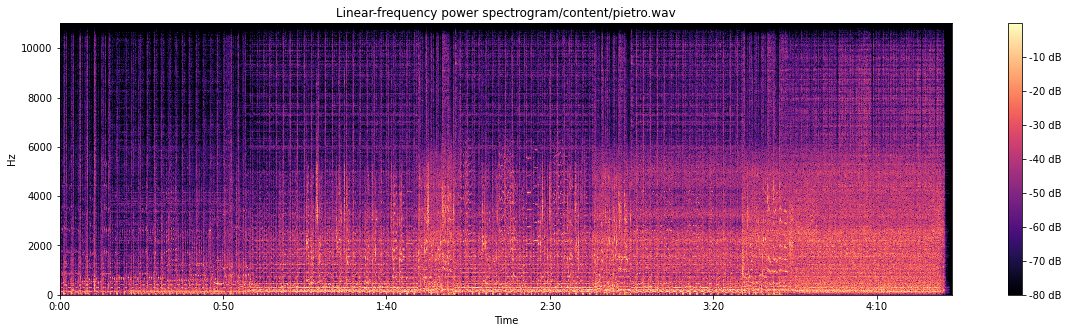 Linear-frequency power spectrogram/content/pietro.wav
Hz
10000
8000
6000
4000
2000
0
0:00 0:50 1:40 2:30 3:20 4:10
Time
-10 dB
-20 dB
-30 dB
-40 dB
-50 dB
-60 dB
-70 dB
-80 dB